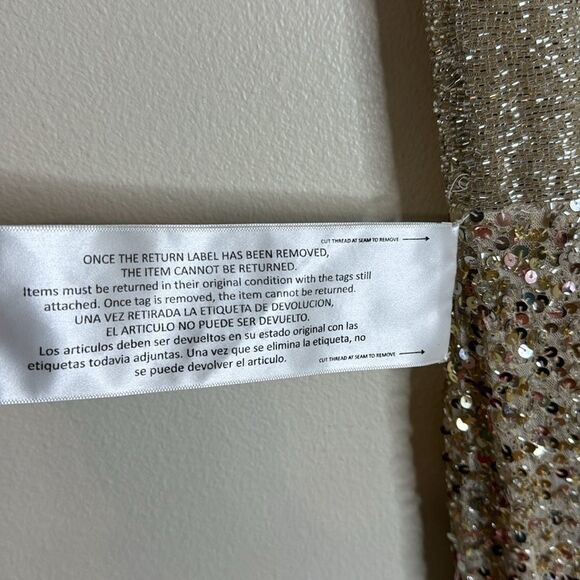 CUT THREAD AT SEAM TO REMOVE
ONCE THE RETURN LABEL HAS BEEN REMOVED,
THE ITEM CANNOT BE RETURNED.
Items must be returned in their original condition with the tags still
attached. Once tag is removed, the item cannot be returned.
UNA VEZ RETIRADA LA ETIQUETA DE DEVOLUCION,
EL ARTICULO NO PUEDE SER DEVUELTO.
Los articulos deben ser devueltos en su estado original con las
etiquetas todavia adjuntas. Una vez que se elimina la etiqueta, no
se puede devolver el articulo.
CUT THREAD AT SEAM TO REMOVE